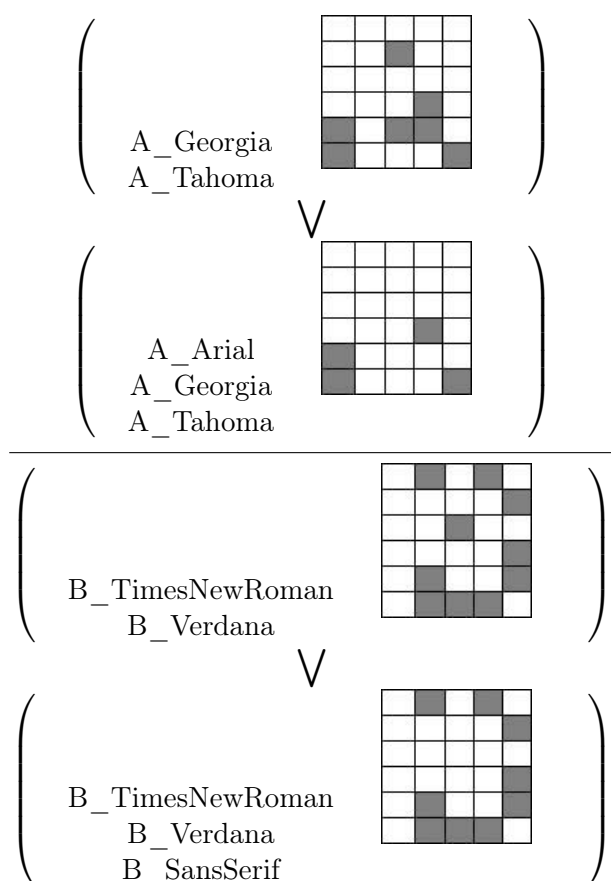 A_Georgia
A_Tahoma
A_Arial
A_Georgia
A_Tahoma
B_TimesNewRoman
B_Verdana
B_TimesNewRoman
B_Verdana
B_SansSerif